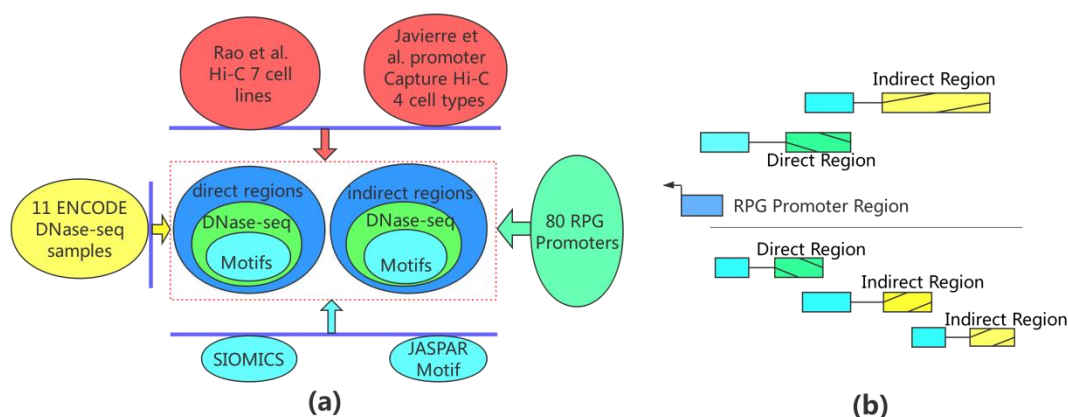 Rao et al.
Hi-C 7 cell
lines
Javierre et
al. promoter
Capture Hi-C
4 cell types
11 ENCODE
DNase-seq
samples
direct regions
DNase-seq
Motifs
indirect regions
DNase-seq
Motifs
80 RPG
Promoters
SIOMICS
JASPAR
Motif
(a)
Indirect Region
Direct Region
RPG Promoter Region
Direct Region
Indirect Region
Indirect Region
(b)